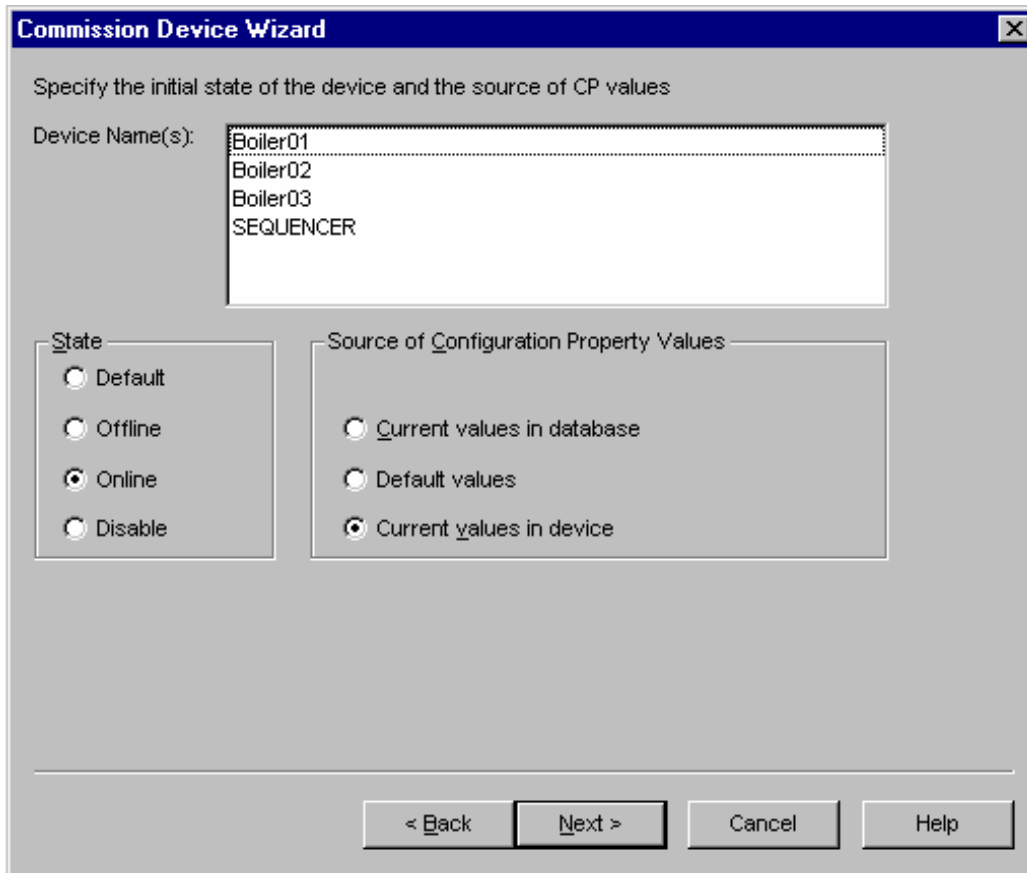 Commission Device Wizard
Specify the initial state of the device and the source of CP values
Device Name(s):
Boiler01
Boiler02
Boiler03
SEQUENCER
State
Default
Offline
Online
Disable
Source of Configuration Property Values
Current values in database
Default values
Current values in device
< Back
Next >
Cancel
Help